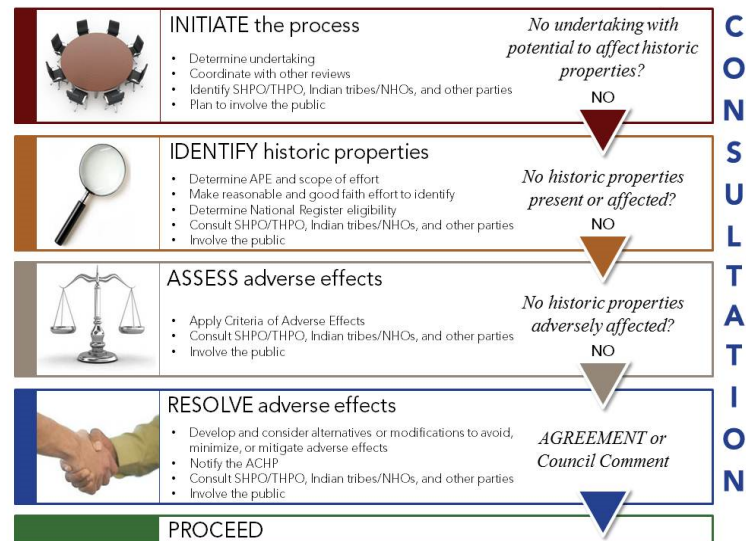 INITIATE the process
• Determine undertaking
• Coordinate with other reviews
• Identify SHPO/THPO, Indian tribes/NHOs, and other parties
• Plan to involve the public
No undertaking with
potential to affect historic
properties?
NO
IDENTIFY historic properties
• Determine APE and scope of effort
• Make reasonable and good faith effort to identify
• Determine National Register eligibility
• Consult SHPO/THPO, Indian tribes/NHOs, and other parties
• Involve the public
No historic properties
present or affected?
NO
ASSESS adverse effects
• Apply Criteria of Adverse Effects
• Consult SHPO/THPO, Indian tribes/NHOs, and other parties
• Involve the public
No historic properties
adversely affected?
NO
RESOLVE adverse effects
• Develop and consider alternatives or modifications to avoid,
minimize, or mitigate adverse effects
• Notify the ACHP
• Consult SHPO/THPO, Indian tribes/NHOs, and other parties
• Involve the public
AGREEMENT or
Council Comment
PROCEED
CONSULTATION